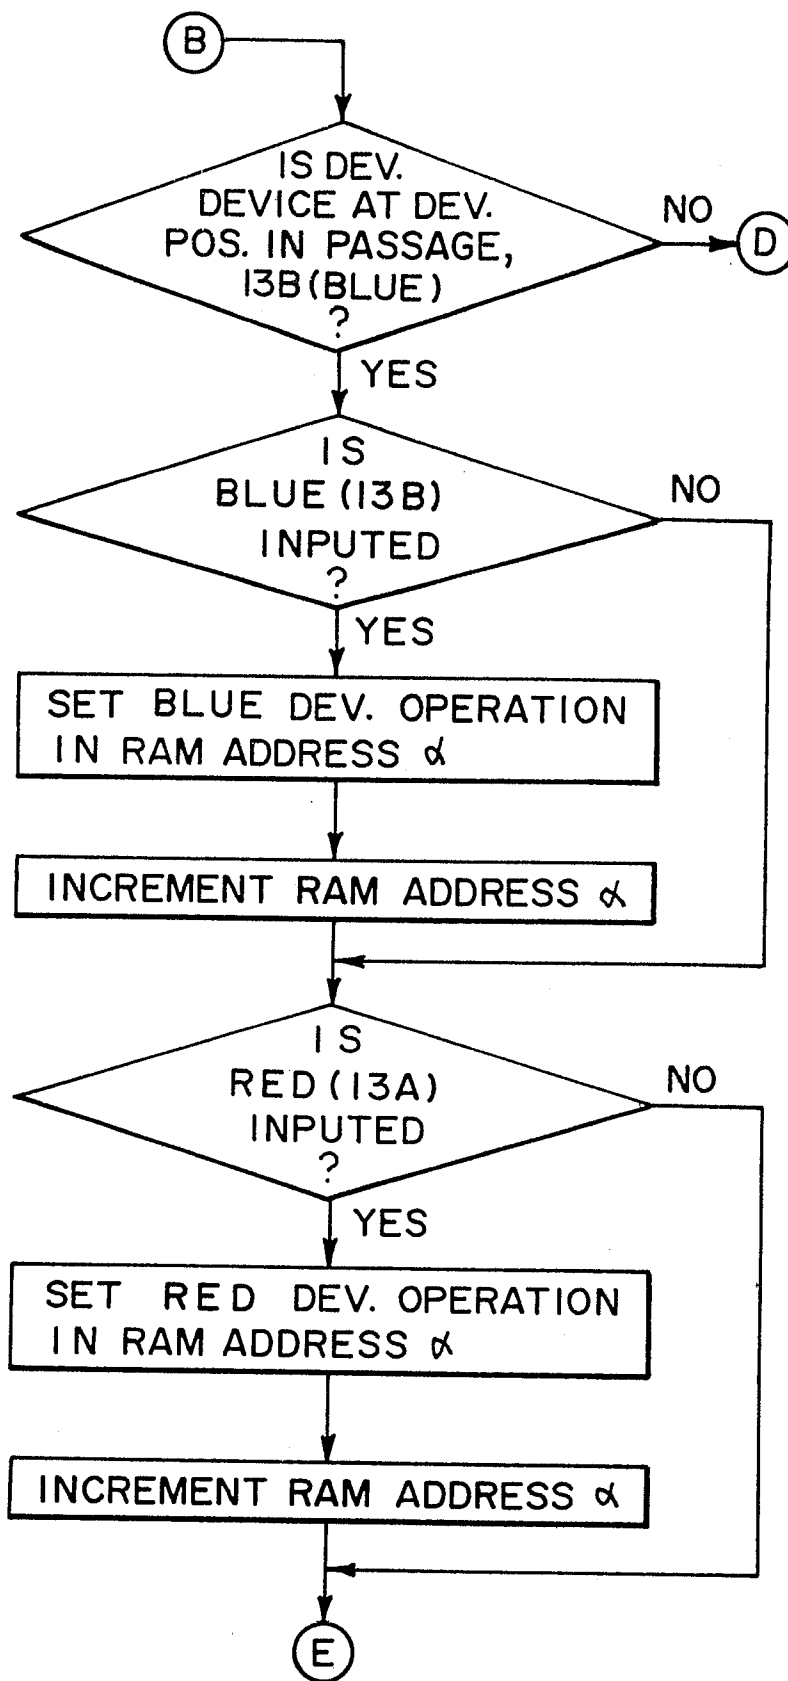 B
IS DEV.
DEVICE AT DEV.
POS. IN PASSAGE,
13B (BLUE)
?
NO
D
YES
IS
BLUE (13B)
INPUTED
?
NO
YES
SET BLUE DEV. OPERATION
IN RAM ADDRESS α
INCREMENT RAM ADDRESS α
IS
RED (13A)
INPUTED
?
NO
YES
SET RED DEV. OPERATION
IN RAM ADDRESS α
INCREMENT RAM ADDRESS α
E